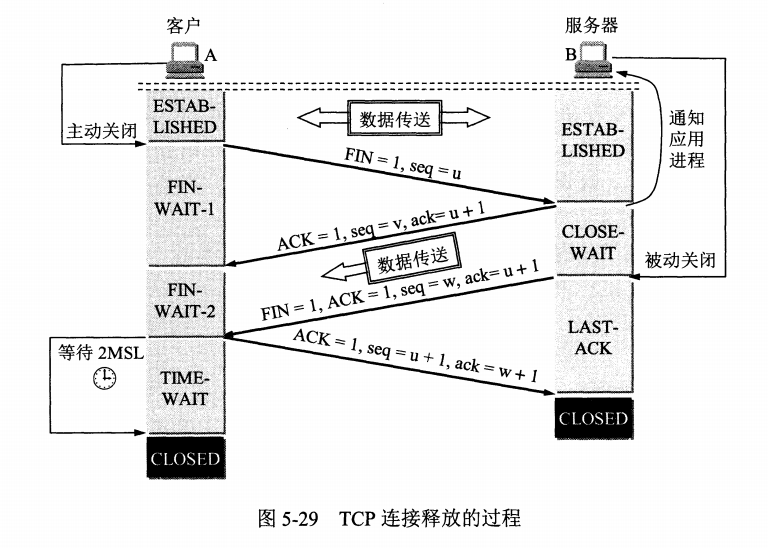 客户
服务器
A
B
ESTAB-
LISHED
数据传送
ESTAB-
LISHED
通知
应用
进程
主动关闭
FIN = 1, seq = u
FIN-
WAIT-1
ACK = 1, seq = v, ack= u + 1
CLOSE-
WAIT
数据传送
被动关闭
FIN-
WAIT-2
FIN = 1, ACK = 1, seq = w, ack= u + 1
LAST-
ACK
等待 2MSL
ACK = 1, seq = u + 1, ack = w + 1
TIME-
WAIT
CLOSED
CLOSED
图 5-29 TCP 连接释放的过程